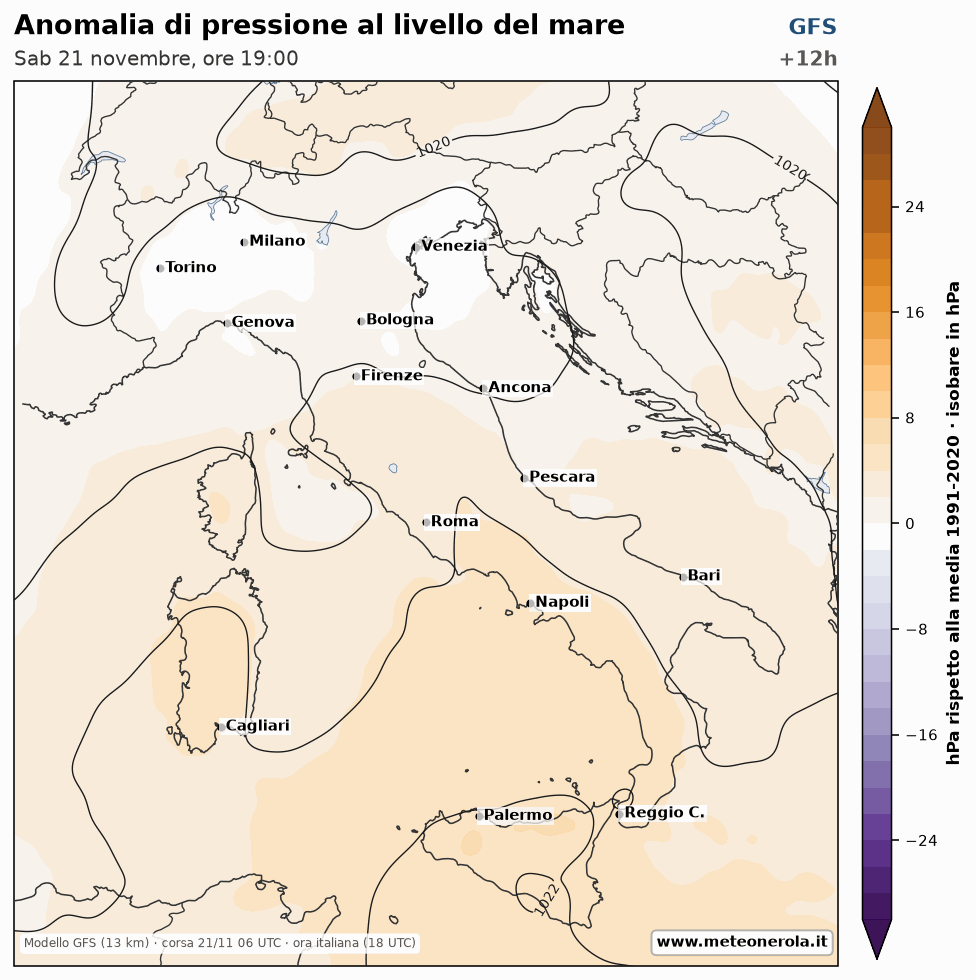 Anomalia di pressione al livello del mare
GFS
Sab 21 novembre, ore 19:00
+12h
1020
1020
Milano
Venezia
Torino
Genova
Bologna
Firenze
Ancona
Pescara
Roma
Bari
Napoli
Cagliari
Palermo
Reggio C.
1022
Modello GFS (13 km) · corsa 21/11 06 UTC · ora italiana (18 UTC)
www.meteonerola.it
24
16
8
0
−8
−16
−24
hPa rispetto alla media 1991-2020 · isobare in hPa